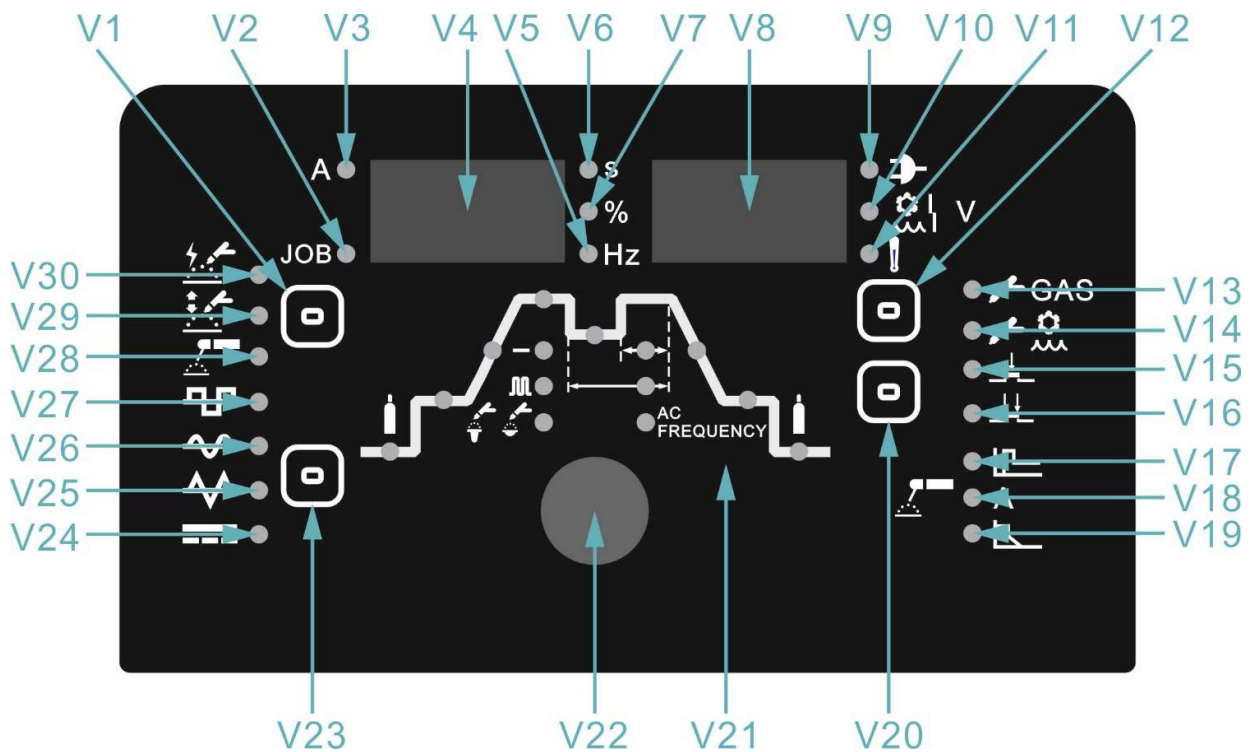 V1 V2 V3 V4 V5 V6 V7 V8 V9 V10 V11 V12
A s
% V
JOB Hz
V30 V13 GAS
V29 V14
V28 V15
V27 V16
AC
FREQUENCY
V26 V17
V25 V18 A
V24 V19
V23 V22 V21 V20